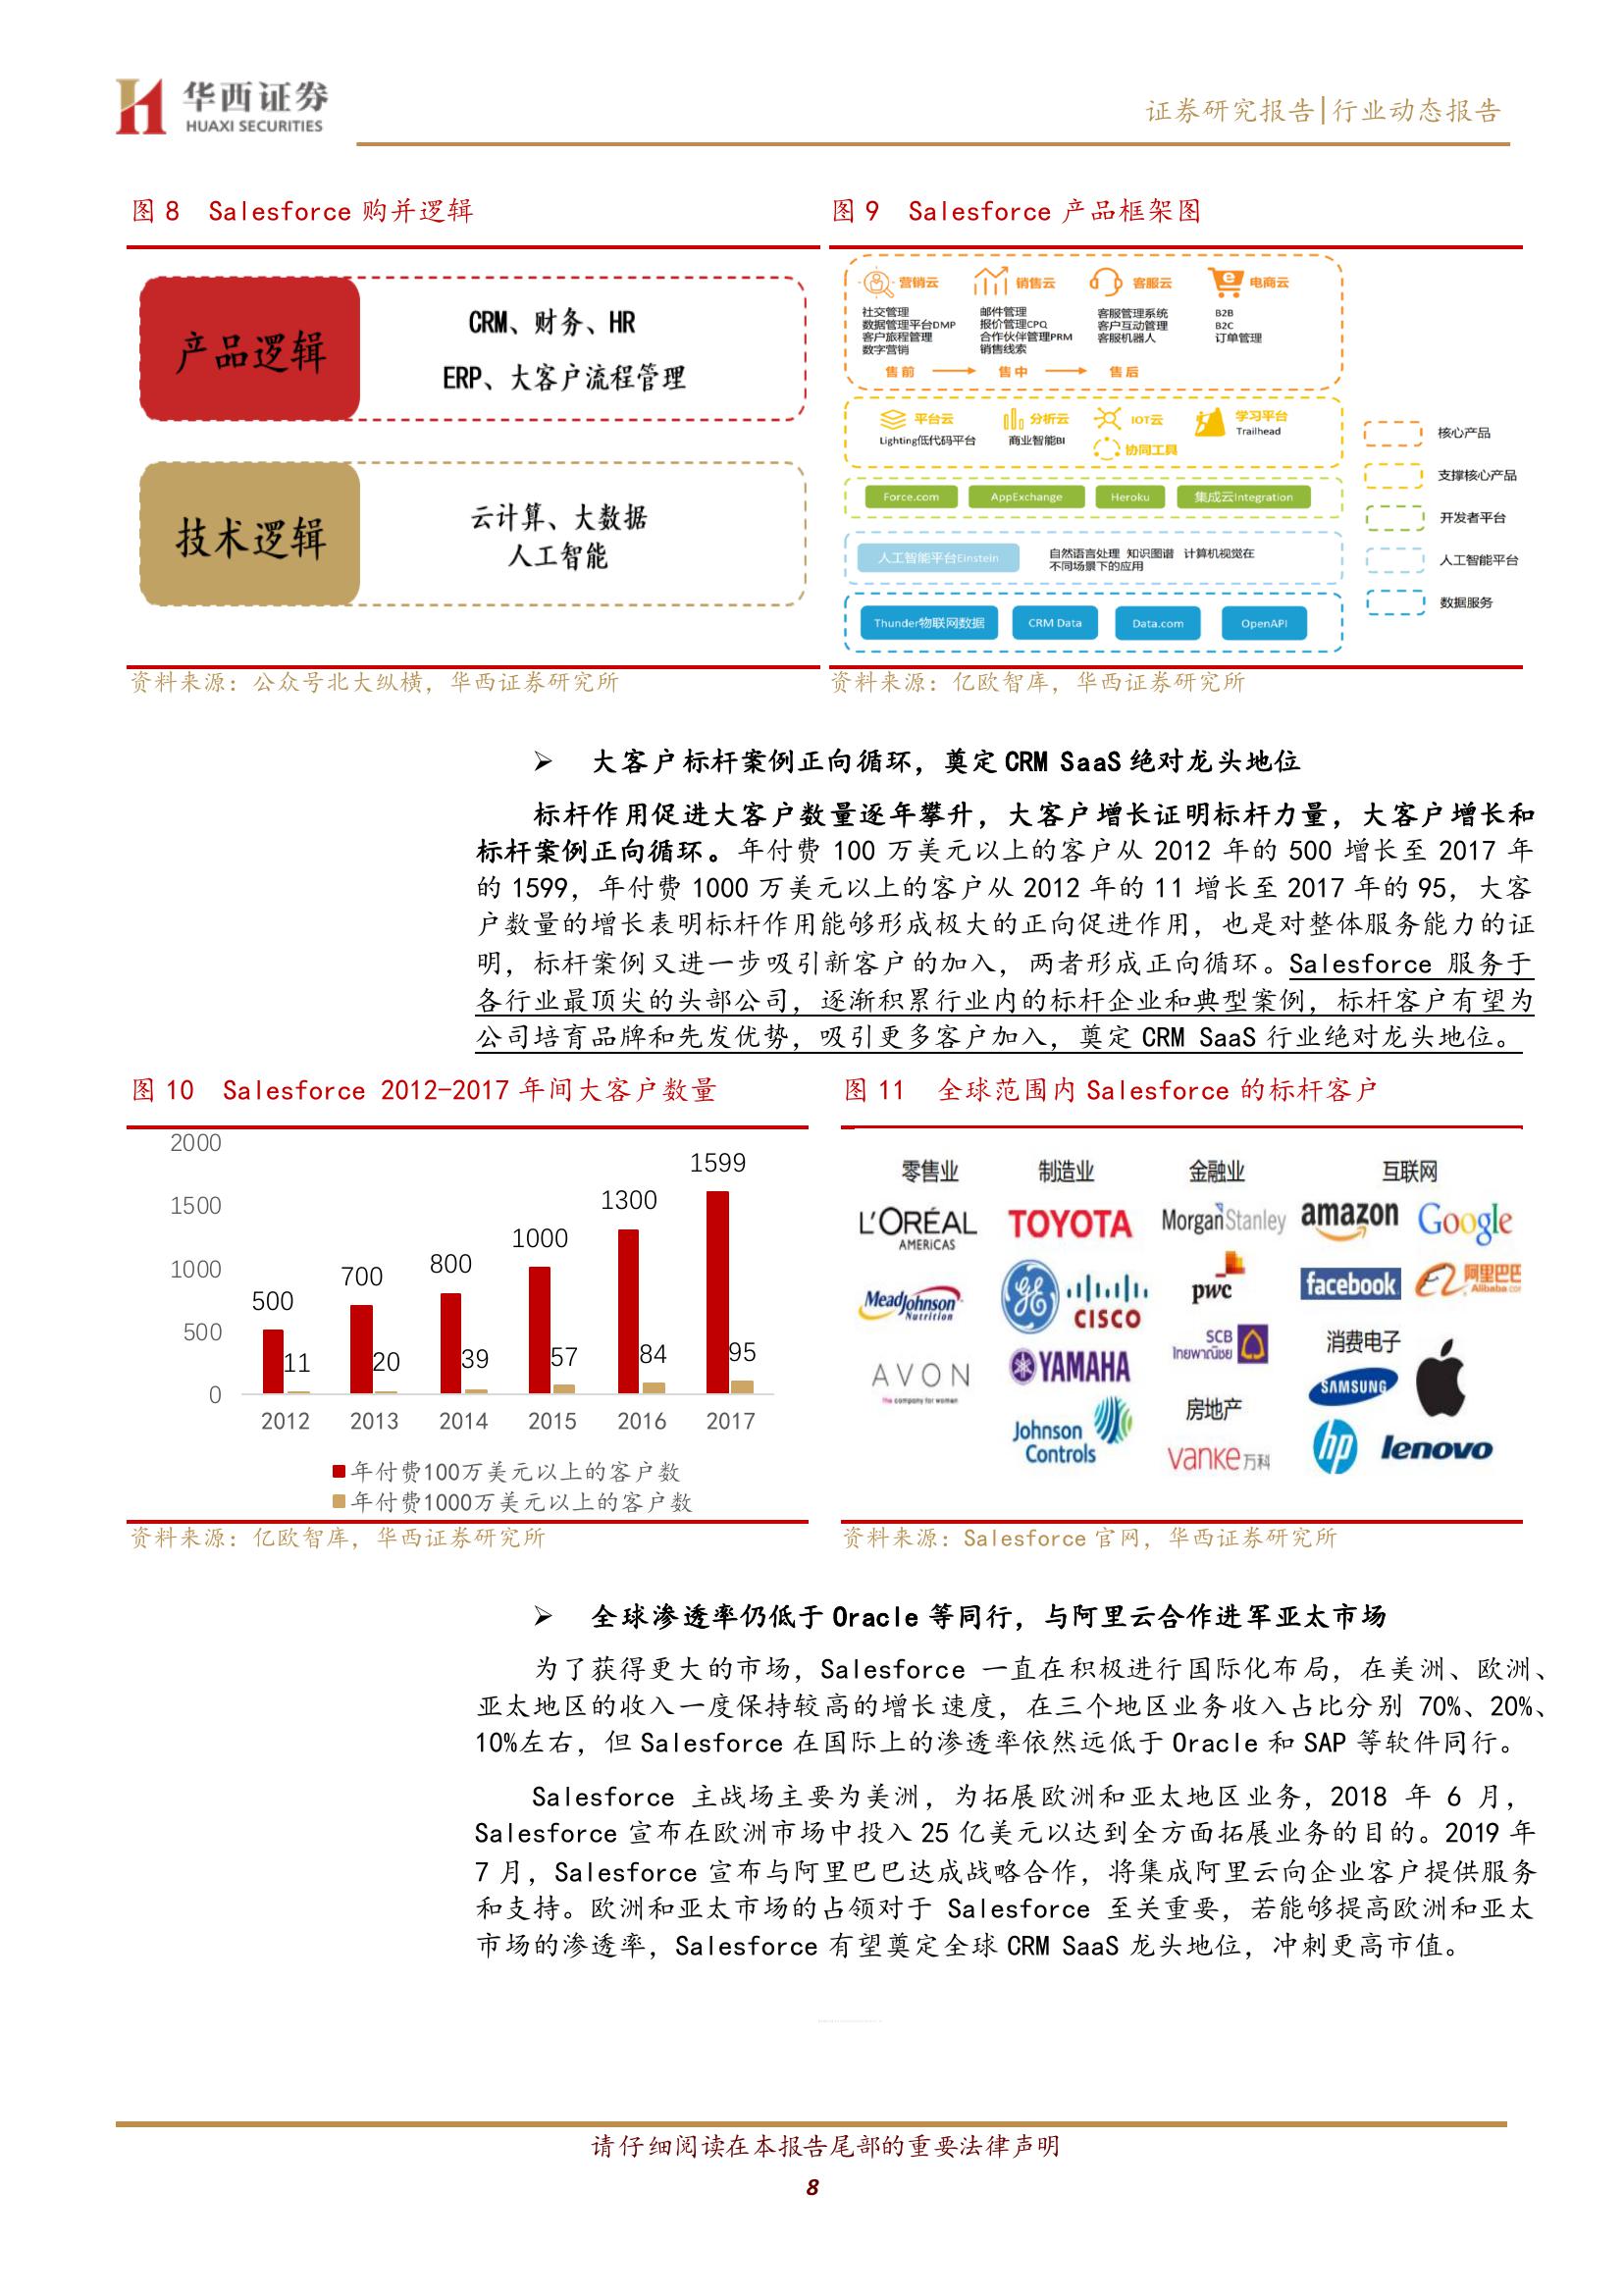 华西证券
HUAXI SECURITIES
证券研究报告|行业动态报告
图 8 Salesforce 购并逻辑
产品逻辑
CRM、财务、HR
ERP、大客户流程管理
技术逻辑
云计算、大数据
人工智能
资料来源：公众号北大纵横，华西证券研究所
图 9 Salesforce 产品框架图
营销云 销售云 客服云 电商云
社交管理 邮件管理 客服管理系统 B2B
数据管理平台DMP 报价管理CPQ 客户互动管理 B2C
客户旅程管理 合作伙伴管理PRM 客服机器人 订单管理
数字营销 销售线索
售前 售中 售后
平台云 分析云 IOT云 学习平台
Lighting低代码平台 商业智能BI Trailhead
协同工具
Force.com AppExchange Heroku 集成云Integration
人工智能平台Einstein 自然语言处理 知识图谱 计算机视觉在
不同场景下的应用
Thunder物联网数据 CRM Data Data.com OpenAPI
核心产品
支撑核心产品
开发者平台
人工智能平台
数据服务
资料来源：亿欧智库，华西证券研究所
➢ 大客户标杆案例正向循环，奠定 CRM SaaS 绝对龙头地位
标杆作用促进大客户数量逐年攀升，大客户增长证明标杆力量，大客户增长和
标杆案例正向循环。年付费 100 万美元以上的客户从 2012 年的 500 增长至 2017 年
的 1599，年付费 1000 万美元以上的客户从 2012 年的 11 增长至 2017 年的 95，大客
户数量的增长表明标杆作用能够形成极大的正向促进作用，也是对整体服务能力的证
明，标杆案例又进一步吸引新客户的加入，两者形成正向循环。Salesforce 服务于
各行业最顶尖的头部公司，逐渐积累行业内的标杆企业和典型案例，标杆客户有望为
公司培育品牌和先发优势，吸引更多客户加入，奠定 CRM SaaS 行业绝对龙头地位。
图 10 Salesforce 2012-2017 年间大客户数量
2000
1500
1000
500
0
500 700 800 1000 1300 1599
11 20 39 57 84 95
2012 2013 2014 2015 2016 2017
年付费100万美元以上的客户数
年付费1000万美元以上的客户数
资料来源：亿欧智库，华西证券研究所
图 11 全球范围内 Salesforce 的标杆客户
零售业 制造业 金融业 互联网
L'ORÉAL TOYOTA MorganStanley amazon Google
AMERICAS
MeadJohnson GE CISCO pwc facebook 阿里巴巴
Nutrition Alibaba.com
AVON YAMAHA SCB 消费电子
the company for women ไทยพาณิชย์ SAMSUNG
Johnson 房地产
Controls vanke万科 hp lenovo
资料来源：Salesforce 官网，华西证券研究所
➢ 全球渗透率仍低于 Oracle 等同行，与阿里云合作进军亚太市场
为了获得更大的市场，Salesforce 一直在积极进行国际化布局，在美洲、欧洲、
亚太地区的收入一度保持较高的增长速度，在三个地区业务收入占比分别 70%、20%、
10%左右，但 Salesforce 在国际上的渗透率依然远低于 Oracle 和 SAP 等软件同行。
Salesforce 主战场主要为美洲，为拓展欧洲和亚太地区业务，2018 年 6 月，
Salesforce 宣布在欧洲市场中投入 25 亿美元以达到全方面拓展业务的目的。2019 年
7 月，Salesforce 宣布与阿里巴巴达成战略合作，将集成阿里云向企业客户提供服务
和支持。欧洲和亚太市场的占领对于 Salesforce 至关重要，若能够提高欧洲和亚太
市场的渗透率，Salesforce 有望奠定全球 CRM SaaS 龙头地位，冲刺更高市值。
请仔细阅读在本报告尾部的重要法律声明
8